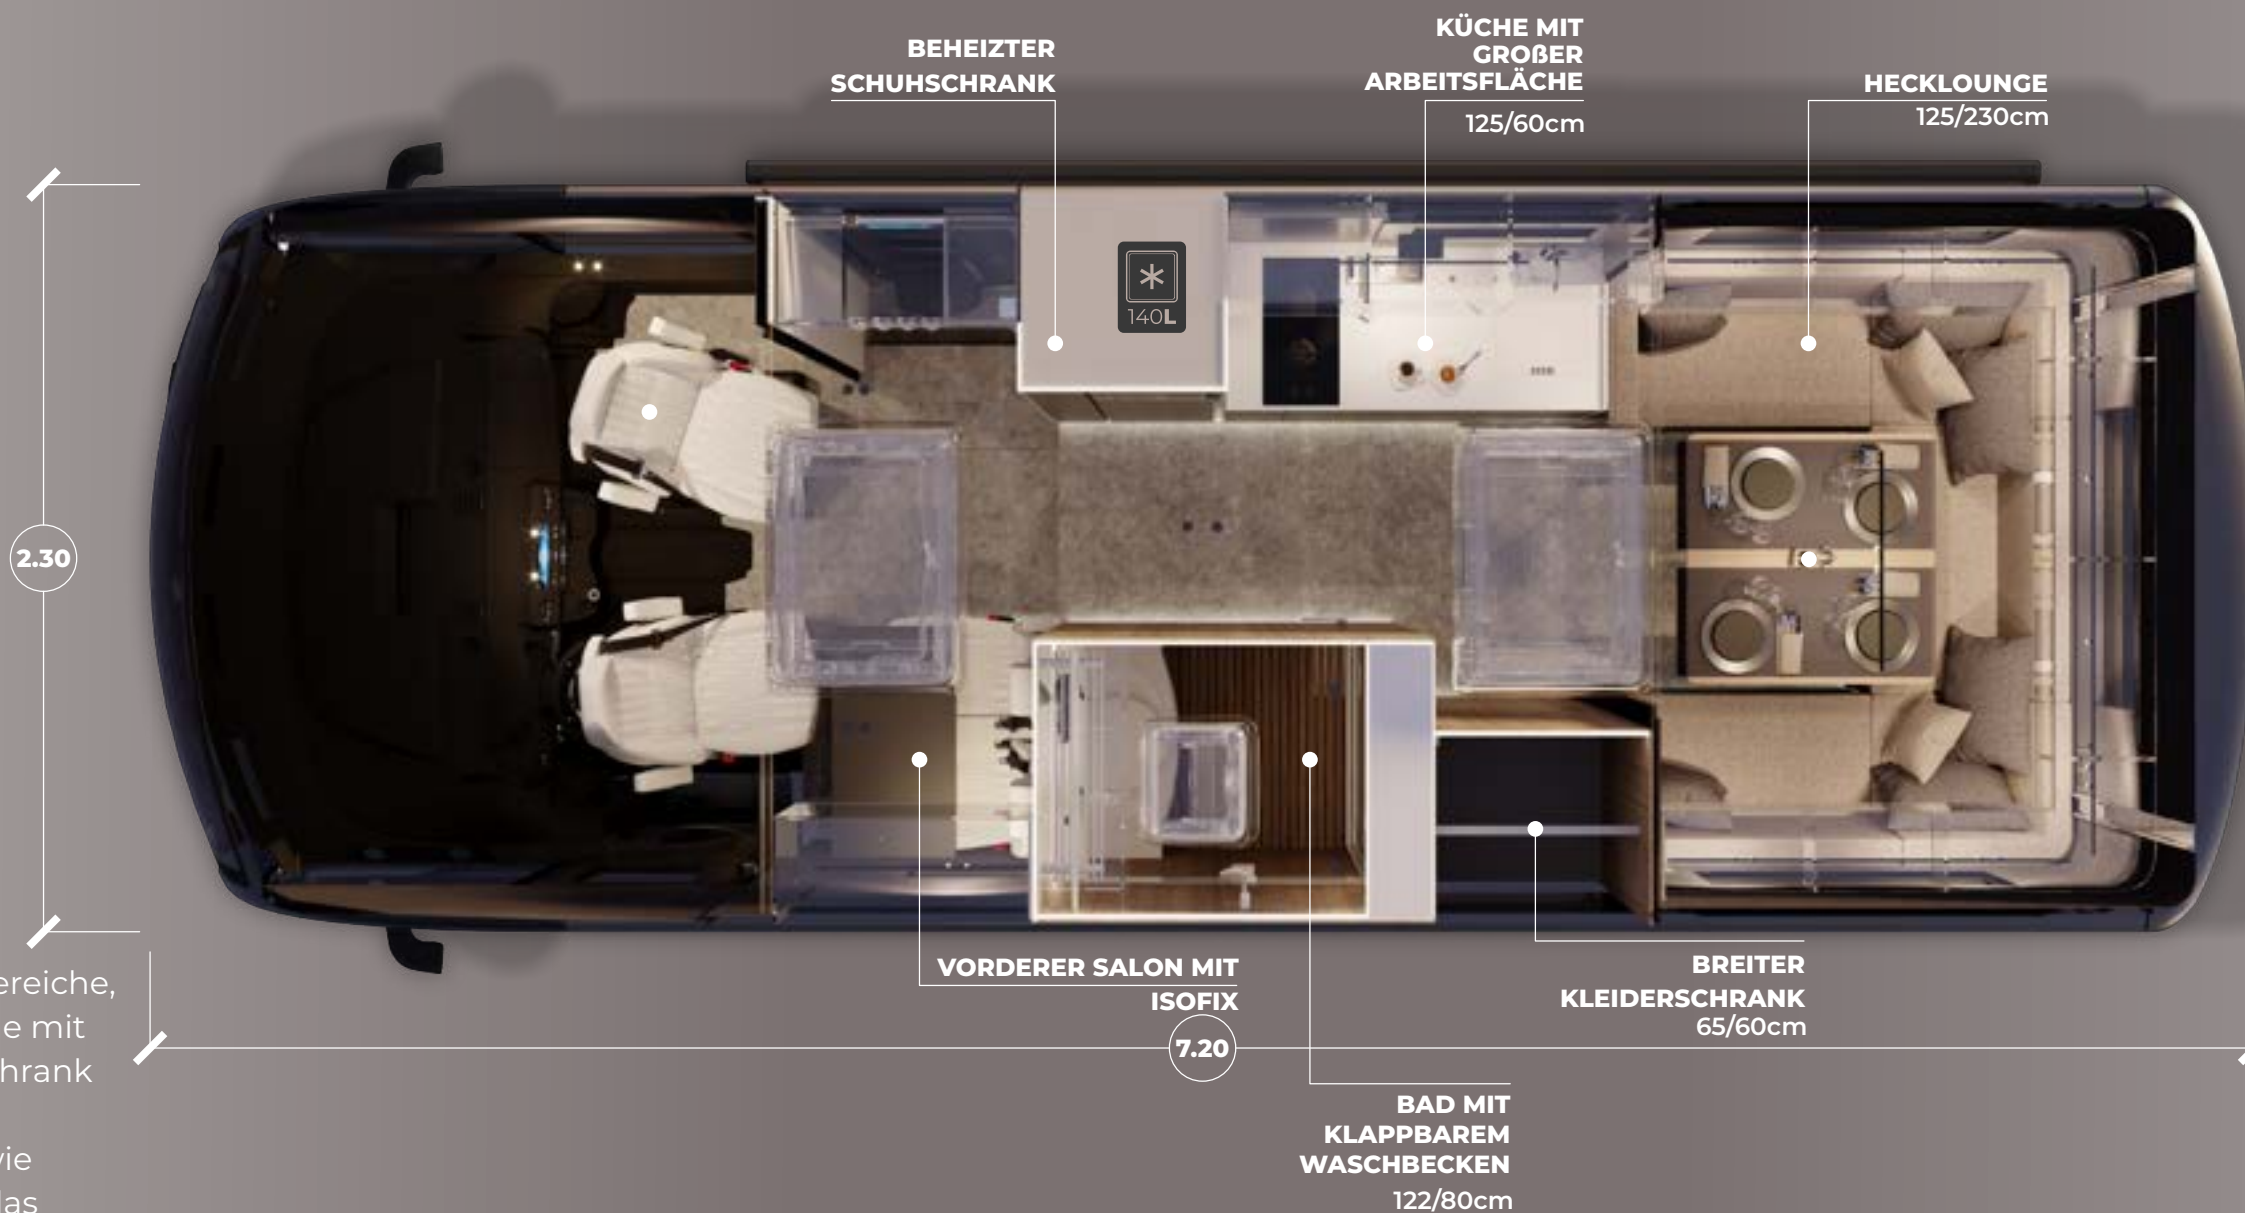 BEHEIZTER
SCHUHSCHRANK
KÜCHE MIT
GROßER
ARBEITSFLÄCHE
125/60cm
HECKLOUNGE
125/230cm
140L
2.30
ereiche,
e mit
hrank
vie
las
VORDERER SALON MIT
ISOFIX
7.20
BREITER
KLEIDERSCHRANK
65/60cm
BAD MIT
KLAPPBAREM
WASCHBECKEN
122/80cm